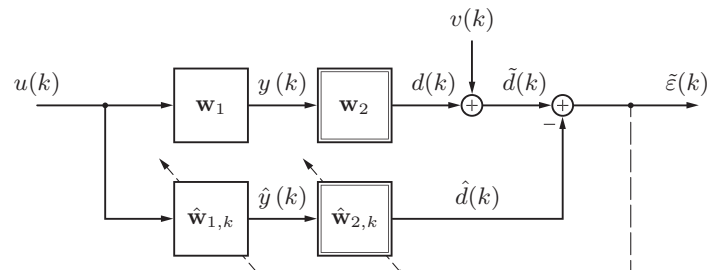 v(k)
u(k) y(k) d(k) d̃(k) ε̃(k)
w₁ w₂ + +
−
ŵ₁,ₖ ŷ(k) ŵ₂,ₖ d̂(k)